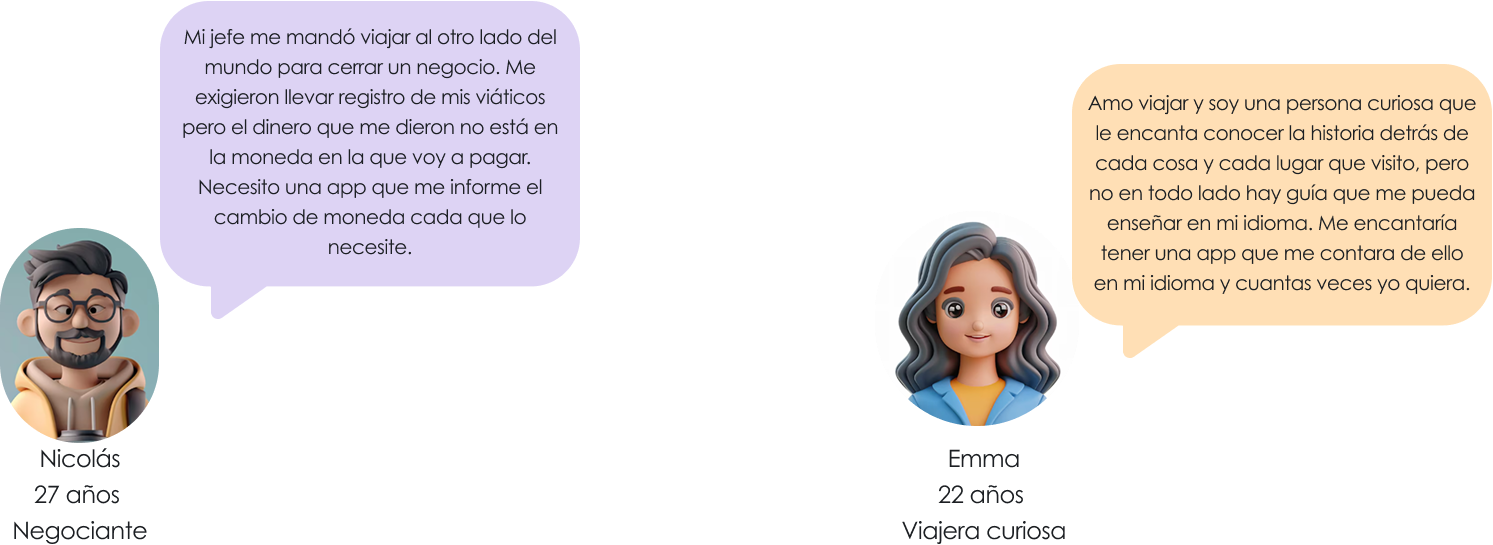 Mi jefe me mandó viajar al otro lado del
mundo para cerrar un negocio. Me
exigieron llevar registro de mis viáticos
pero el dinero que me dieron no está en
la moneda en la que voy a pagar.
Necesito una app que me informe el
cambio de moneda cada que lo
necesite.
Nicolás
27 años
Negociante
Amo viajar y soy una persona curiosa que
le encanta conocer la historia detrás de
cada cosa y cada lugar que visito, pero
no en todo lado hay guía que me pueda
enseñar en mi idioma. Me encantaría
tener una app que me contara de ello
en mi idioma y cuantas veces yo quiera.
Emma
22 años
Viajera curiosa